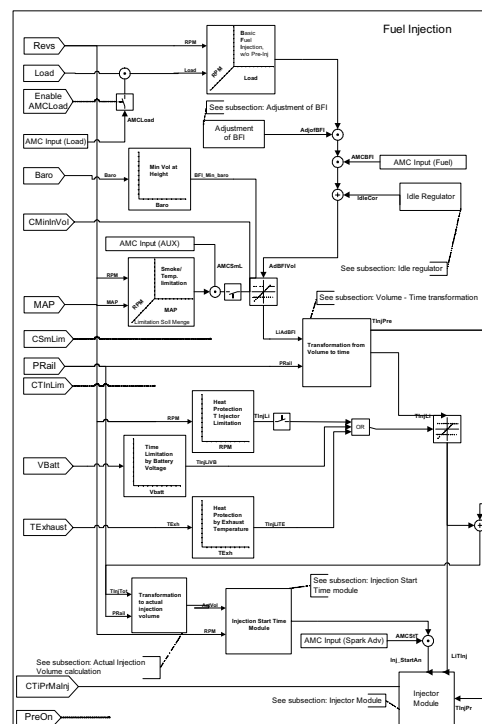 Fuel Injection
Revs
RPM
Basic
Fuel
Injection,
w/o Pre-Inj
RPM
Load
Load
Load
Enable
AMCLoad
AMCLoad
AMC Input (Load)
See subsection: Adjustment of BFI
Adjustment
of BFI
AdjofBFI
AMCBFI
AMC Input (Fuel)
Baro
Baro
Min Vol at
Height
Baro
BFI_Min_baro
IdleCor
Idle Regulator
CMinInVol
See subsection: Idle regulator
AMC Input (AUX)
AMCSmL
AdBFIVol
RPM
MAP
Smoke/
Temp.
limitation
RPM
MAP
Limitation Soll Menge
MAP
See subsection: Volume - Time transformation
TInjPre
LiAdBFI
PRail
Transformation from
Volume to time
CSmLim
PRail
CTInLim
RPM
Heat
Protection
T Injector
Limitation
RPM
TInjLi
OR
TInjLi
VBatt
Time
Limitation
by Battery
Voltage
Vbatt
TInjLiVB
TExhaust
TExh
Heat
Protection
by Exhaust
Temperature
TExh
TInjLiTE
TInjTot
PRail
Transformation
to actual
injection
volume
RPM
Injection Start Time
Module
See subsection: Injection Start
Time module
AMC Input (Spark Adv)
AMCStT
Inj_StartAn
LiTInj
See subsection: Actual Injection
Volume calculation
CTiPrMaInj
See subsection: Injector Module
Injector
Module
TInjPr
PreOn